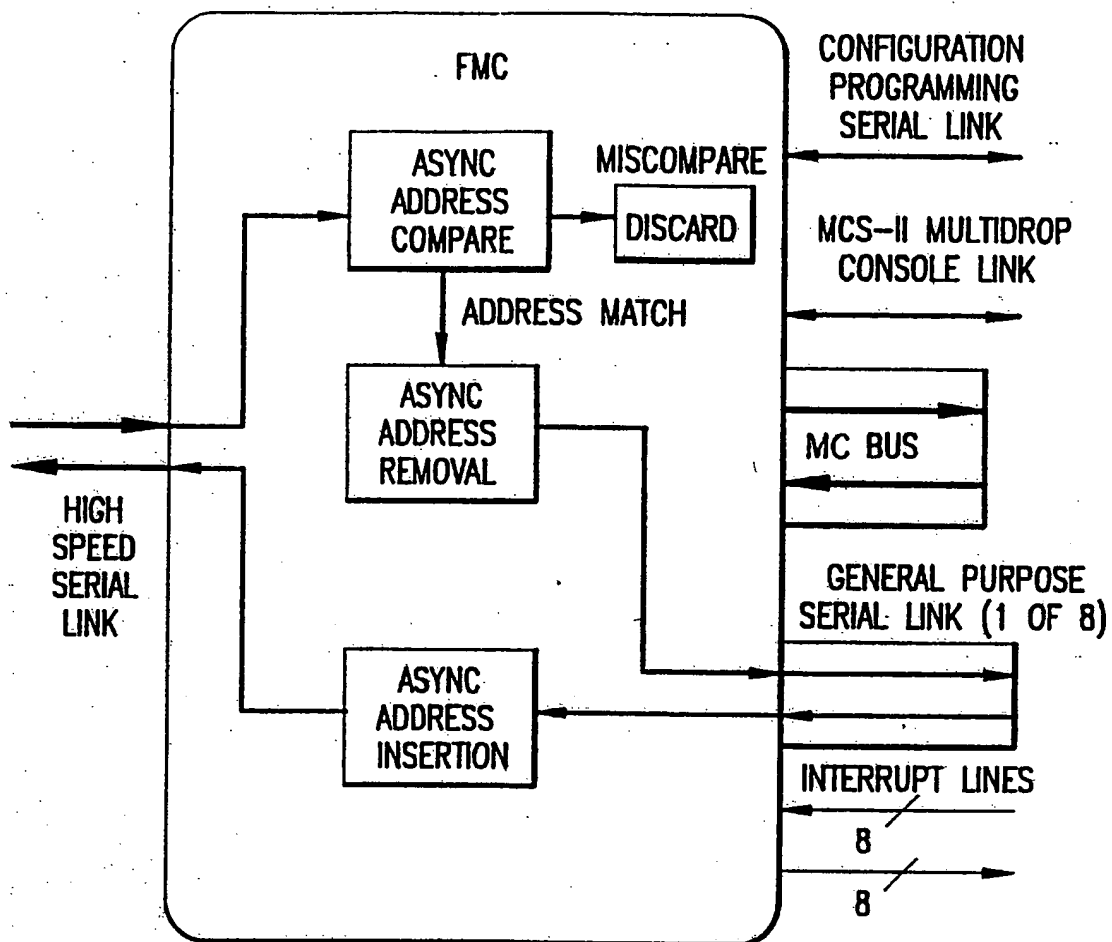 FMC
CONFIGURATION
PROGRAMMING
SERIAL LINK
ASYNC
ADDRESS
COMPARE
MISCOMPARE
DISCARD
MCS-II MULTIDROP
CONSOLE LINK
ADDRESS MATCH
ASYNC
ADDRESS
REMOVAL
MC BUS
HIGH
SPEED
SERIAL
LINK
GENERAL PURPOSE
SERIAL LINK (1 OF 8)
ASYNC
ADDRESS
INSERTION
INTERRUPT LINES
8
8